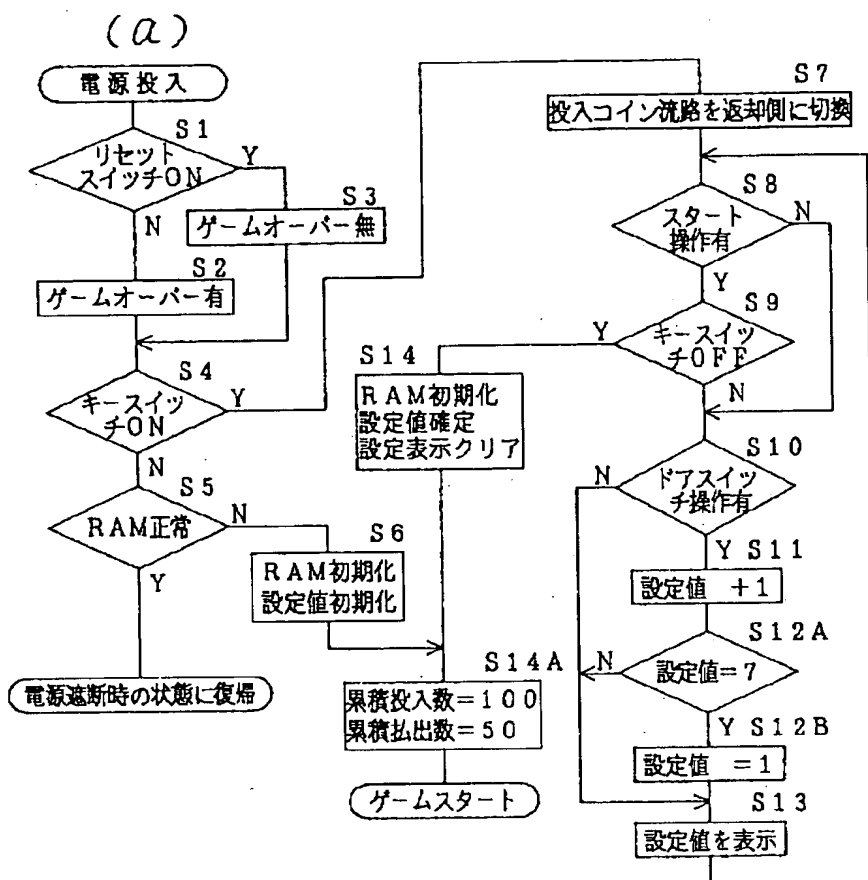 (a)
電源投入
S1
リセット
スイッチON
Y
N
S3
ゲームオーバー無
S2
ゲームオーバー有
S4
キースイッ
チON
Y
N
S5
RAM正常
N
Y
S6
RAM初期化
設定値初期化
電源遮断時の状態に復帰
S7
投入コイン流路を返却側に切換
S8
スタート
操作有
N
Y
S9
キースイッ
チOFF
Y
N
S14
RAM初期化
設定値確定
設定表示クリア
S10
ドアスイッ
チ操作有
N
Y S11
設定値 +1
S12A
設定値=7
N
Y S12B
設定値 =1
S13
設定値を表示
S14A
累積投入数=100
累積払出数=50
ゲームスタート